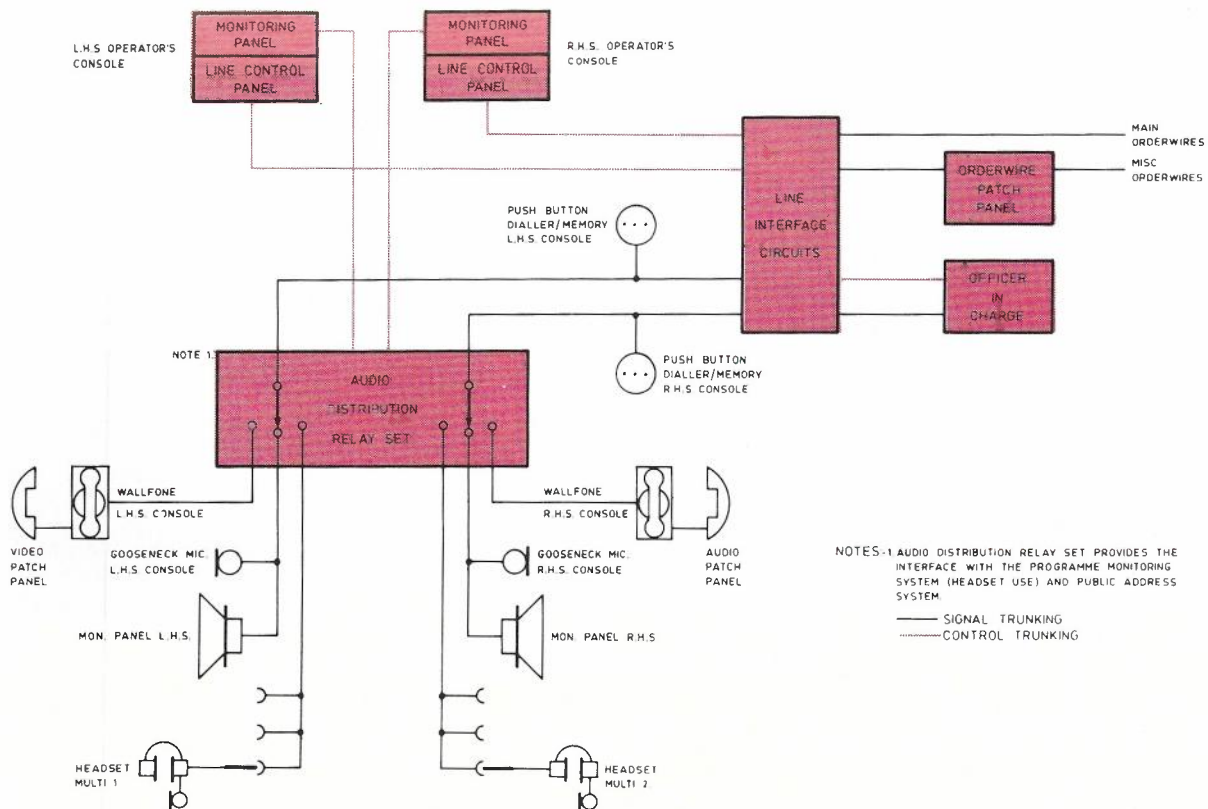 MONITORING
PANEL
LINE CONTROL
PANEL
L.H.S OPERATOR'S
CONSOLE
MONITORING
PANEL
LINE CONTROL
PANEL
R.H.S. OPERATOR'S
CONSOLE
MAIN
ORDERWIRES
MISC
ORDERWIRES
ORDERWIRE
PATCH
PANEL
LINE
INTERFACE
CIRCUITS
PUSH BUTTON
DIALLER/MEMORY
L.H.S. CONSOLE
OFFICER
IN
CHARGE
NOTE 1.
PUSH BUTTON
DIALLER/MEMORY
R.H.S. CONSOLE
AUDIO
DISTRIBUTION
RELAY SET
WALLFONE
L.H.S. CONSOLE
WALLFONE
R.H.S. CONSOLE
VIDEO
PATCH
PANEL
GOOSENECK MIC.
L.H.S. CONSOLE
GOOSENECK MIC.
R.H.S. CONSOLE
AUDIO
PATCH
PANEL
MON. PANEL L.H.S.
MON. PANEL R.H.S
NOTES-1 AUDIO DISTRIBUTION RELAY SET PROVIDES THE
INTERFACE WITH THE PROGRAMME MONITORING
SYSTEM (HEADSET USE) AND PUBLIC ADDRESS
SYSTEM.
SIGNAL TRUNKING
CONTROL TRUNKING
HEADSET
MULTI 1
HEADSET
MULTI 2.